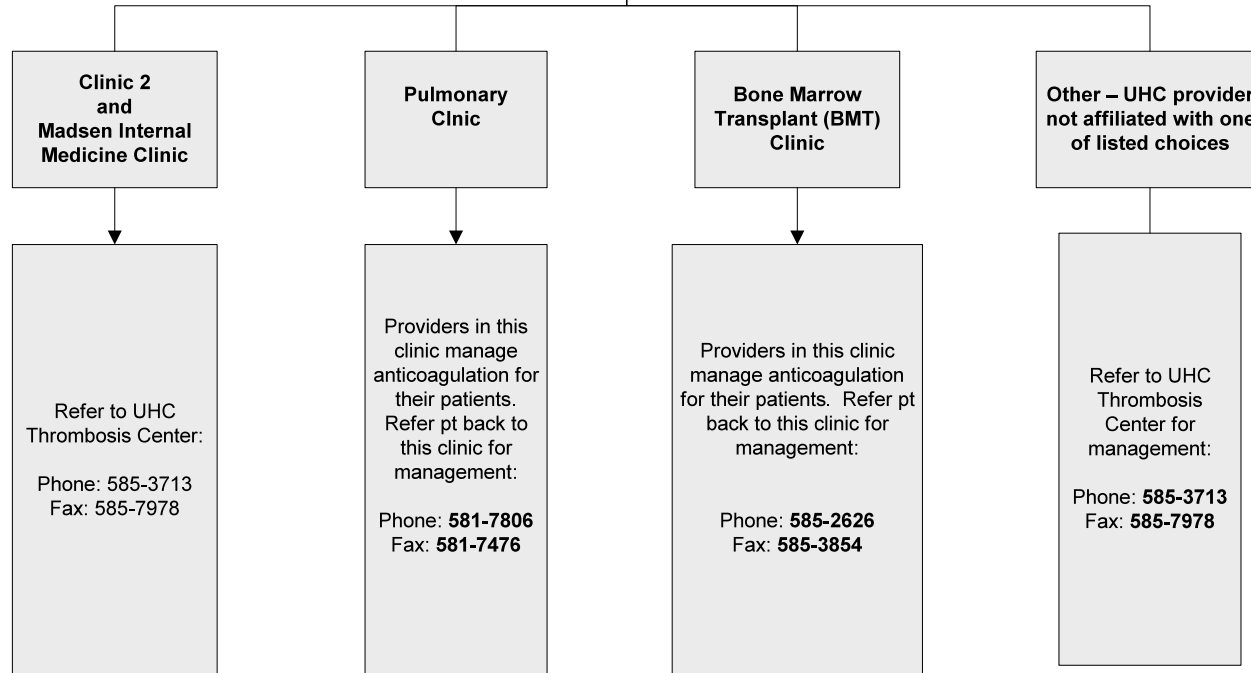 Clinic 2
and
Madsen Internal
Medicine Clinic
Pulmonary
Clnic
Bone Marrow
Transplant (BMT)
Clinic
Other – UHC provider
not affiliated with one
of listed choices
Refer to UHC
Thrombosis Center:
Phone: 585-3713
Fax: 585-7978
Providers in this
clinic manage
anticoagulation for
their patients.
Refer pt back to
this clinic for
management:
Phone: 581-7806
Fax: 581-7476
Providers in this clinic
manage anticoagulation
for their patients.  Refer pt
back to this clinic for
management:
Phone: 585-2626
Fax: 585-3854
Refer to UHC
Thrombosis
Center for
management:
Phone: 585-3713
Fax: 585-7978